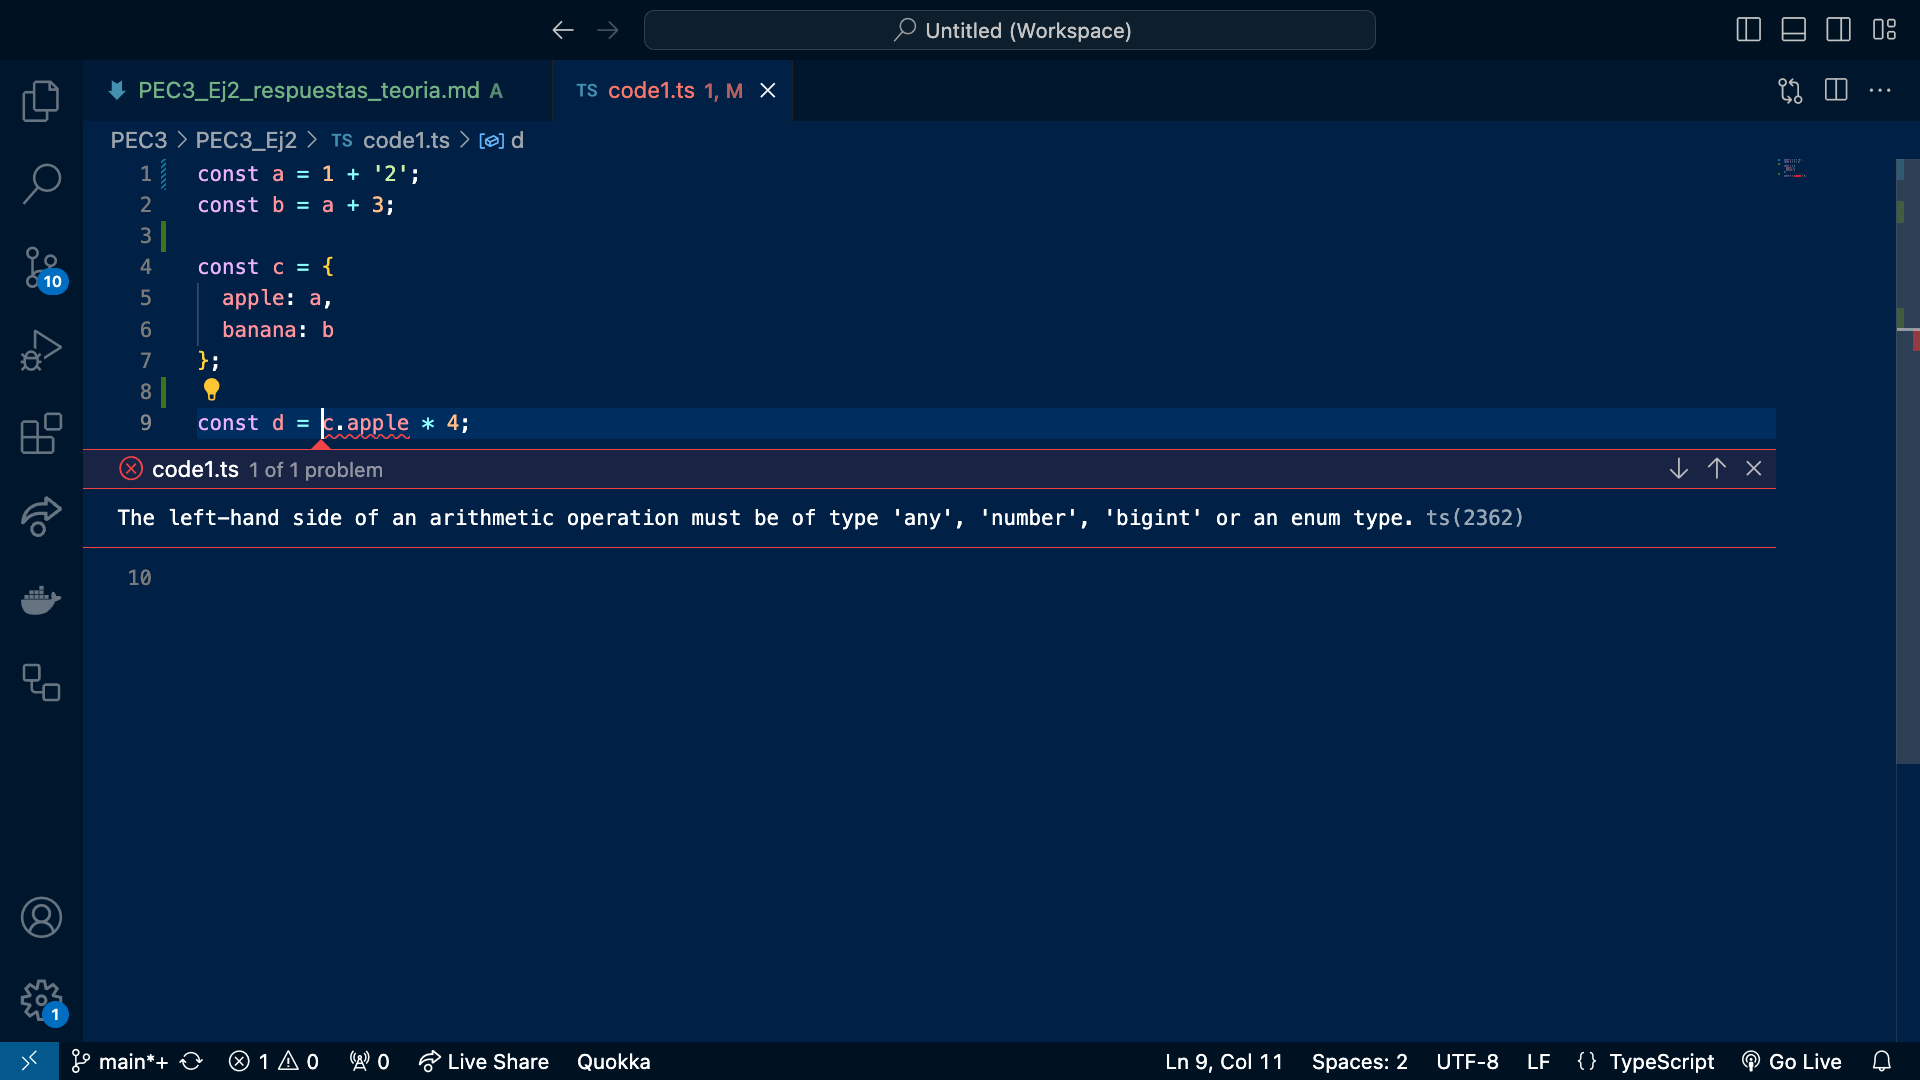 Untitled (Workspace)
PEC3_Ej2_respuestas_teoria.md A
TS code1.ts 1, M
PEC3 > PEC3_Ej2 > TS code1.ts > d
1 const a = 1 + '2';
2 const b = a + 3;
3
4 const c = {
5 apple: a,
6 banana: b
7 };
8
9 const d = c.apple * 4;
code1.ts 1 of 1 problem
The left-hand side of an arithmetic operation must be of type 'any', 'number', 'bigint' or an enum type. ts(2362)
10
10
1
main*+ 1 0 0 Live Share Quokka Ln 9, Col 11 Spaces: 2 UTF-8 LF {} TypeScript Go Live